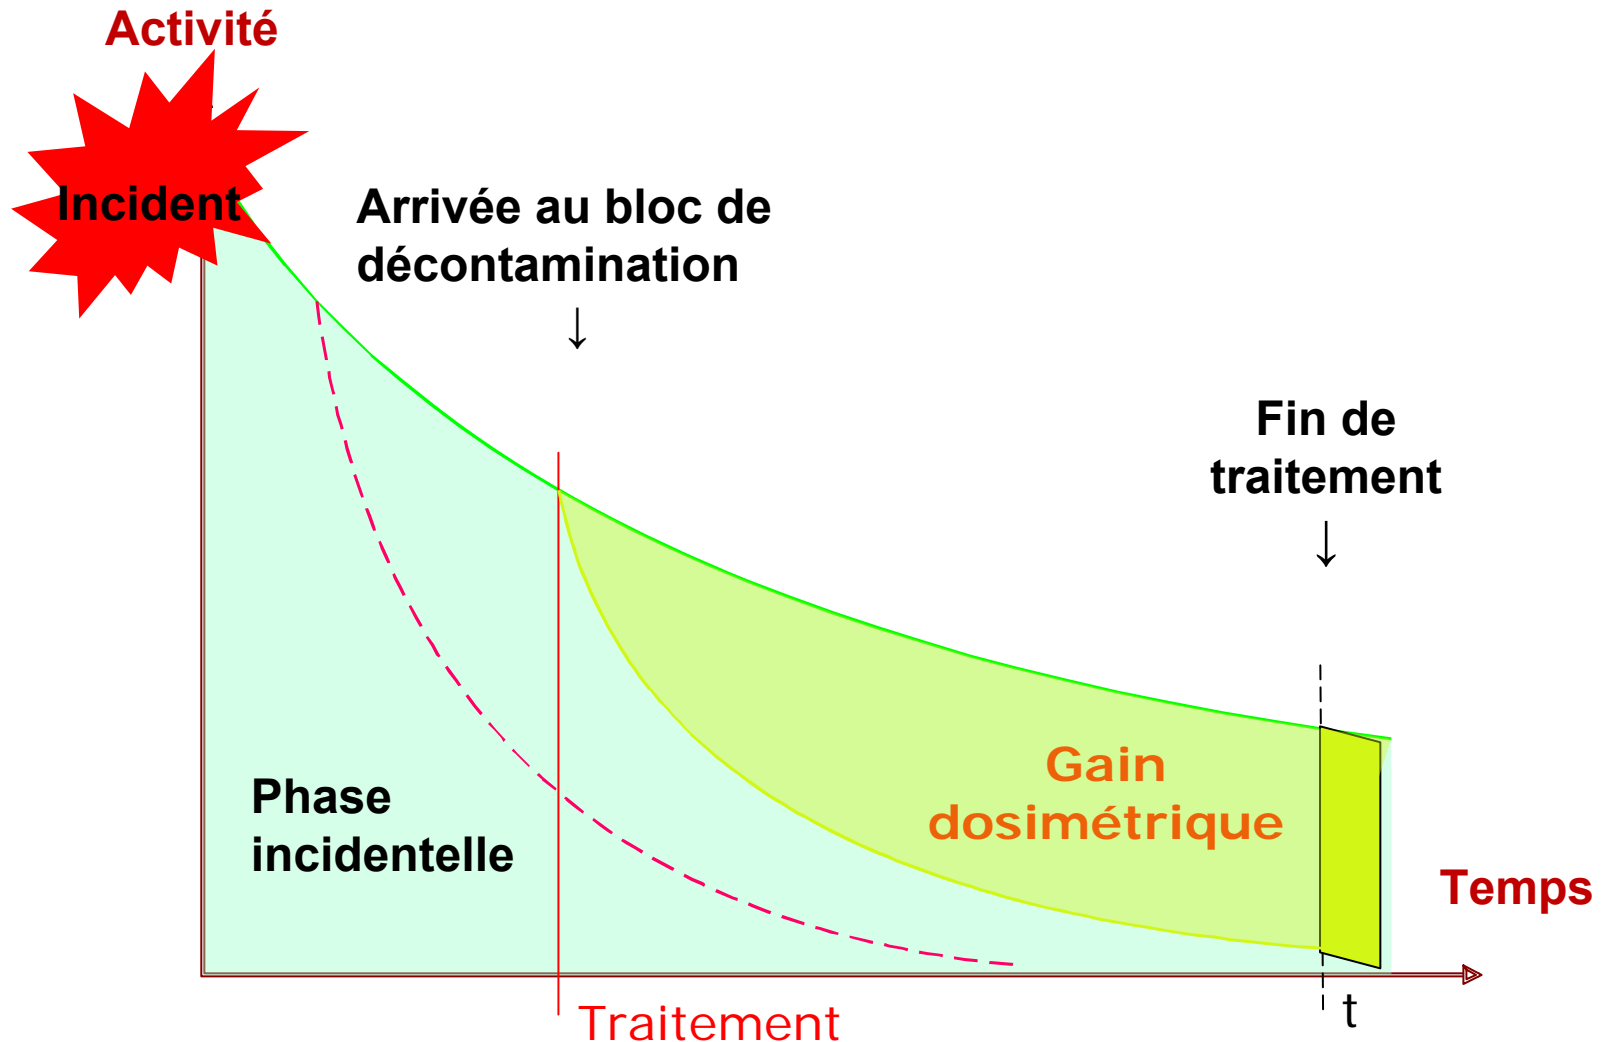 Activité
Incident
Arrivée au bloc de
décontamination
↓
Fin de
traitement
↓
Gain
dosimétrique
Phase
incidentelle
Temps
Traitement
t